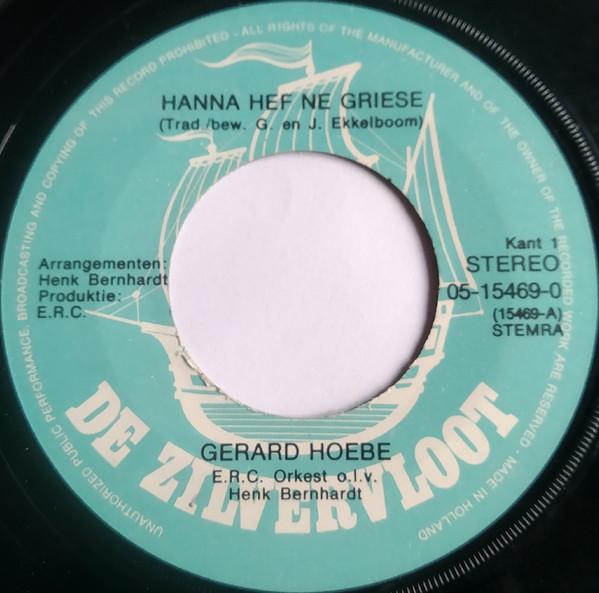 UNAUTHORIZED PUBLIC PERFORMANCE, BROADCASTING AND COPYING OF THIS RECORD PROHIBITED - ALL RIGHTS OF THE MANUFACTURER AND OF THE OWNER OF THE RECORDED WORK ARE RESERVED - MADE IN HOLLAND
HANNA HEF NE GRIESE
(Trad /bew. G. en J. Ekkelboom)
Arrangementen:
Henk Bernhardt
Produktie:
E.R.C.
Kant 1
STEREO
05-15469-0
(15469-A)
STEMRA
GERARD HOEBE
E.R.C. Orkest o.l.v.
Henk Bernhardt
DE ZILVERVLOOT